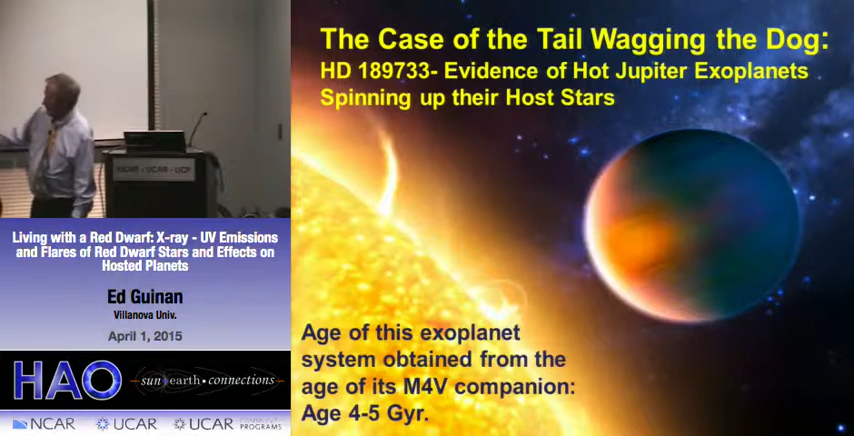 The Case of the Tail Wagging the Dog:
HD 189733- Evidence of Hot Jupiter Exoplanets
Spinning up their Host Stars
Age of this exoplanet
system obtained from the
age of its M4V companion:
Age 4-5 Gyr.
Living with a Red Dwarf: X-ray - UV Emissions
and Flares of Red Dwarf Stars and Effects on
Hosted Planets
Ed Guinan
Villanova Univ.
April 1, 2015
HAO
sun earth • connections
NCAR UCAR UCAR
PROGRAMS